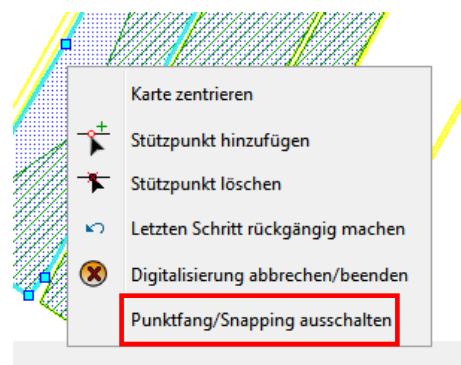 Karte zentrieren
Stützpunkt hinzufügen
Stützpunkt löschen
Letzten Schritt rückgängig machen
Digitalisierung abbrechen/beenden
Punktfang/Snapping ausschalten